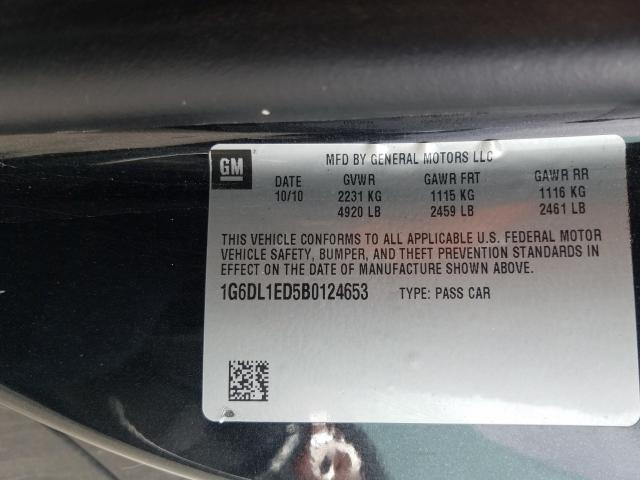 GM
MFD BY GENERAL MOTORS LLC
DATE GVWR GAWR FRT GAWR RR
10/10 2231 KG 1115 KG 1116 KG
4920 LB 2459 LB 2461 LB
THIS VEHICLE CONFORMS TO ALL APPLICABLE U.S. FEDERAL MOTOR
VEHICLE SAFETY, BUMPER, AND THEFT PREVENTION STANDARDS IN
EFFECT ON THE DATE OF MANUFACTURE SHOWN ABOVE.
1G6DL1ED5B0124653 TYPE: PASS CAR